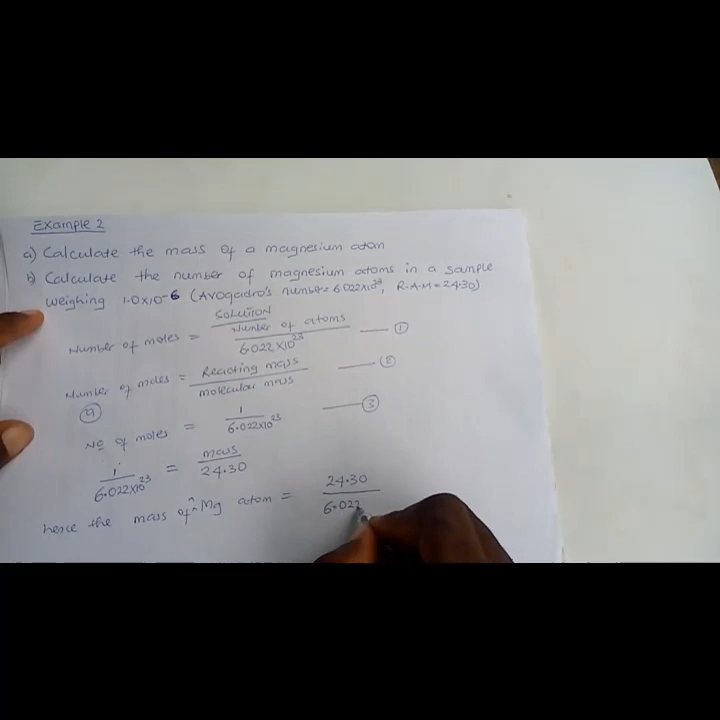 Example 2
a) Calculate the mass of a magnesium atom
b) Calculate the number of magnesium atoms in a sample
weighing 1.0x10-6 (Avogadro's number = 6.022x10²³, R.A.M = 24.30)
Solution
Number of moles = Number of atoms / 6.022x10²³ —— ①
Number of moles = Reacting mass / molecular mass —— ②
a
No of moles = 1 / 6.022x10²³ —— ③
1 / 6.022x10²³ = mass / 24.30
hence the mass of a Mg atom = 24.30 / 6.022